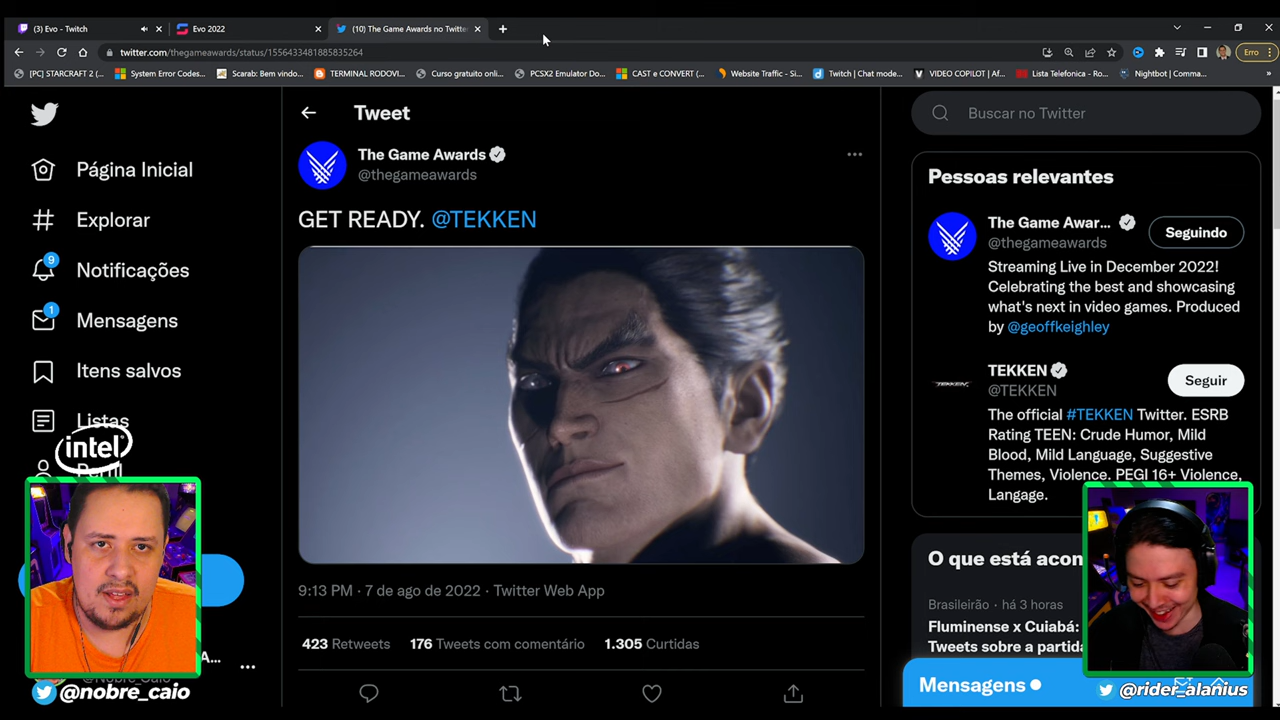 (3) Evo - Twitch
Evo 2022
(10) The Game Awards no Twitte
twitter.com/thegameawards/status/1556433481885835264
Erro
[PC] STARCRAFT 2 (...
System Error Codes...
Scarab: Bem vindo...
TERMINAL RODOVI...
Curso gratuito onli...
PCSX2 Emulator Do...
CAST e CONVERT (...
Website Traffic - Si...
Twitch | Chat mode...
VIDEO COPILOT | Af...
Lista Telefonica - Ro...
Nightbot | Comma...
»
Tweet
Buscar no Twitter
Página Inicial
Explorar
9
Notificações
1
Mensagens
Itens salvos
Listas
Perfil
intel
The Game Awards
@thegameawards
GET READY. @TEKKEN
9:13 PM · 7 de ago de 2022 · Twitter Web App
423 Retweets 176 Tweets com comentário 1.305 Curtidas
Pessoas relevantes
The Game Awar...
@thegameawards
Seguindo
Streaming Live in December 2022!
Celebrating the best and showcasing
what's next in video games. Produced
by @geoffkeighley
TEKKEN
TEKKEN
@TEKKEN
Seguir
The official #TEKKEN Twitter. ESRB
Rating TEEN: Crude Humor, Mild
Blood, Mild Language, Suggestive
Themes, Violence. PEGI 16+ Violence,
Langage.
O que está acon
Brasileirão · há 3 horas
Fluminense x Cuiabá:
Tweets sobre a partida
Mensagens
A...
@nobre_caio
@rider_alanius